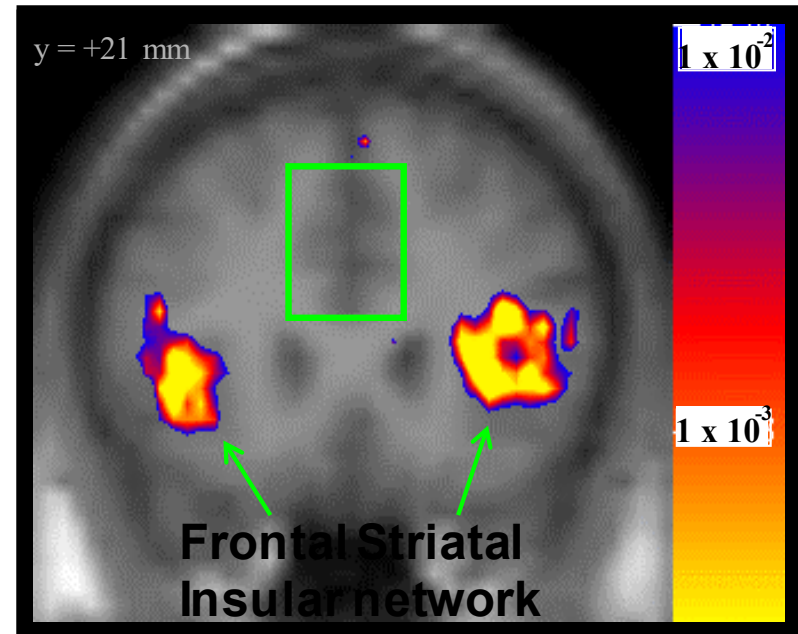 y = +21 mm
1 x 10⁻²
1 x 10⁻³
Frontal Striatal
Insular network